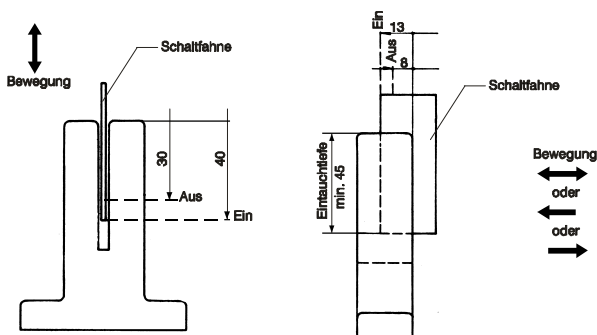 Schaltfahne
Bewegung
30
40
Aus
Ein
Ein
13
Aus
8
Schaltfahne
Eintauchtiefe
min. 45
Bewegung
oder
oder